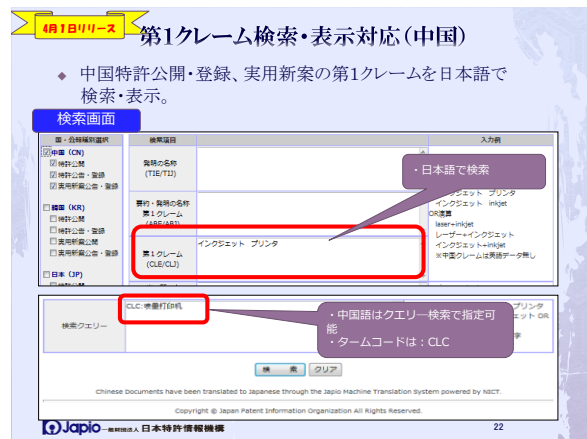 4月1日リリース
第1クレーム検索・表示対応(中国)
◆ 中国特許公開・登録、実用新案の第1クレームを日本語で
検索・表示。
検索画面
国・公報種別選択 検索項目 入力例
中国 (CN)
特許公開
特許公告・登録
実用新案公告・登録
韓国 (KR)
特許公開
特許公告・登録
実用新案公開
実用新案公告・登録
日本 (JP)
発明の名称
(TIE/TIJ)
要約・発明の名称
第1クレーム
第1クレーム
(CLE/CLJ)
インクジェット プリンタ
・日本語で検索
インクジェット プリンタ
インクジェット inkjet
OR演算
laser+inkjet
レーザー+インクジェット
インクジェット+inkjet
※中国クレームは英語データ無し
検索クエリー
CLC:喷墨打印机
・中国語はクエリー検索で指定可
能
・タームコードは:CLC
検 索 クリア
Chinese Documents have been translated to Japanese through the Japio Machine Translation System powered by NICT.
Copyright @ Japan Patent Information Organization All Rights Reserved.
Japio 一般財団法人 日本特許情報機構
22